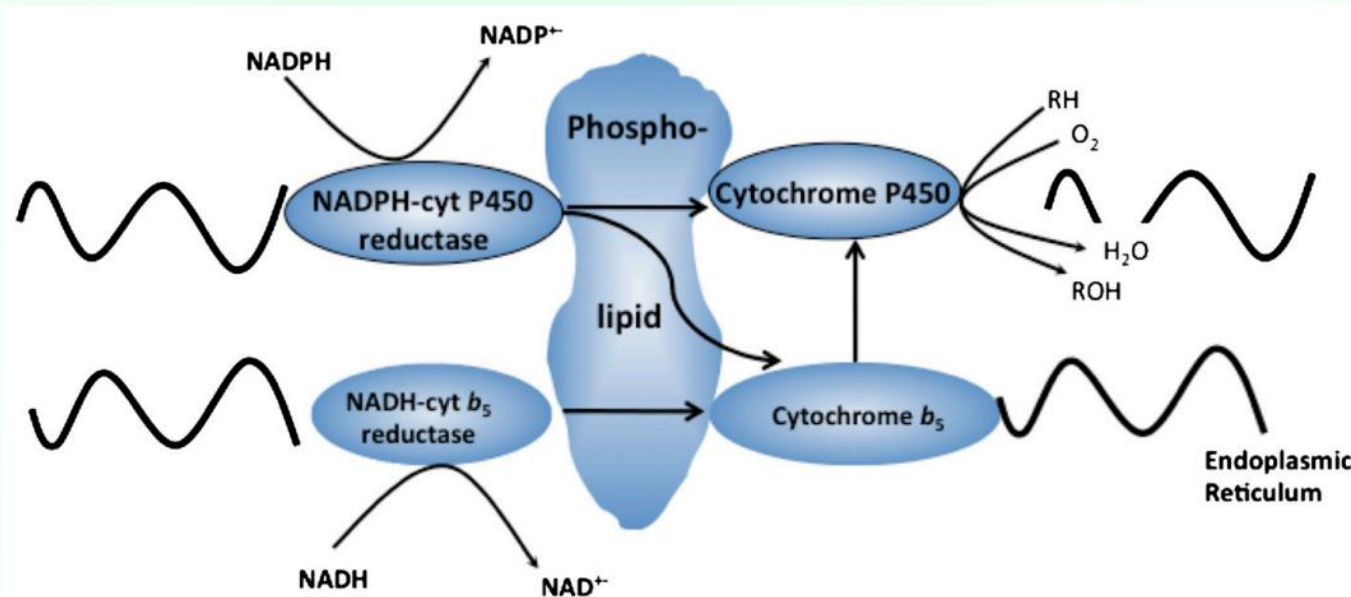 NADPH
NADP⁺⁻
Phospho-
RH
O₂
NADPH-cyt P450
reductase
Cytochrome P450
H₂O
ROH
lipid
NADH-cyt b₅
reductase
Cytochrome b₅
Endoplasmic
Reticulum
NADH
NAD⁺⁻